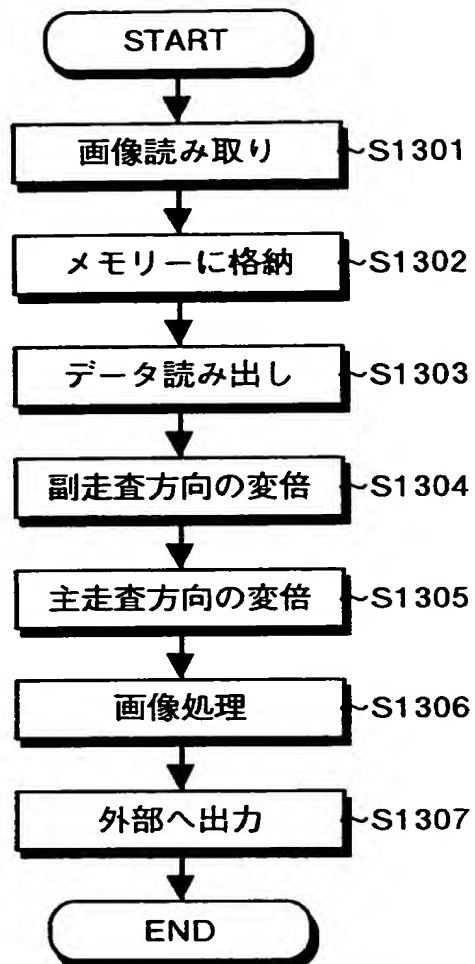 START
画像読み取り ~S1301
メモリーに格納 ~S1302
データ読み出し ~S1303
副走査方向の変倍 ~S1304
主走査方向の変倍 ~S1305
画像処理 ~S1306
外部へ出力 ~S1307
END